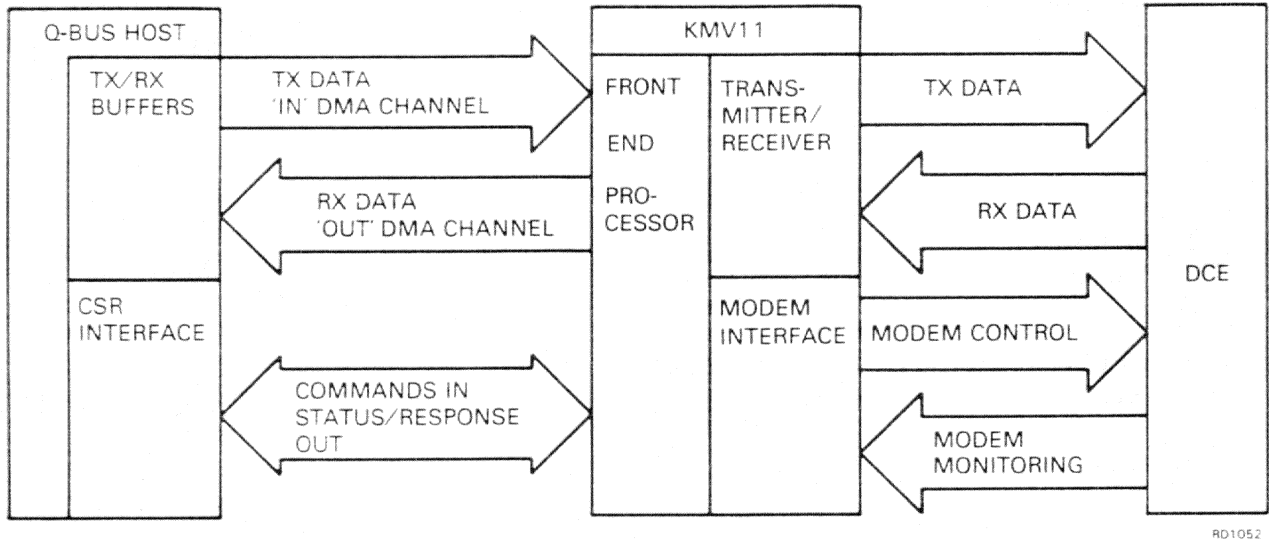 Q-BUS HOST
TX/RX
BUFFERS
CSR
INTERFACE
TX DATA
'IN' DMA CHANNEL
RX DATA
'OUT' DMA CHANNEL
COMMANDS IN
STATUS/RESPONSE
OUT
KMV11
FRONT
END
PRO-
CESSOR
TRANS-
MITTER/
RECEIVER
MODEM
INTERFACE
TX DATA
RX DATA
MODEM CONTROL
MODEM
MONITORING
DCE
RD1052